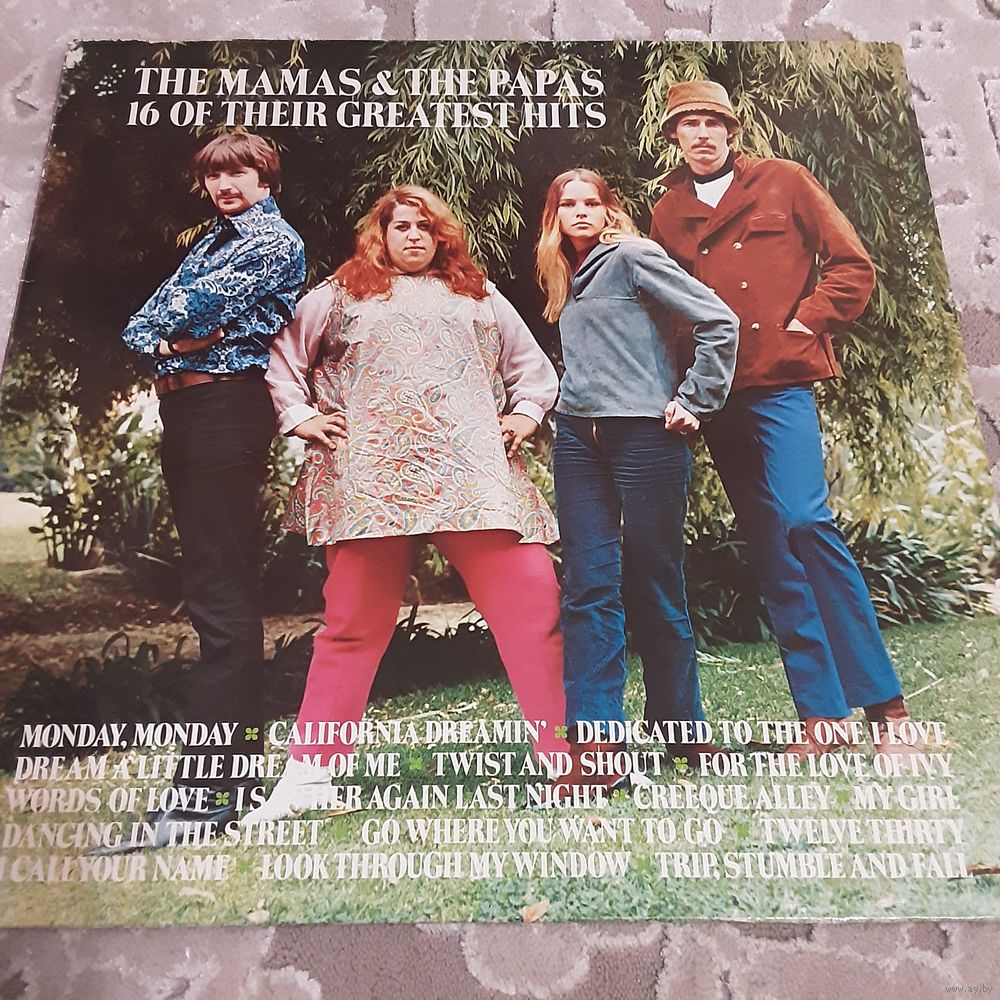 THE MAMAS & THE PAPAS
16 OF THEIR GREATEST HITS
MONDAY, MONDAY CALIFORNIA DREAMIN' DEDICATED TO THE ONE I LOVE
DREAM A LITTLE DREAM OF ME TWIST AND SHOUT FOR THE LOVE OF IVY
WORDS OF LOVE I SAW HER AGAIN LAST NIGHT CREEQUE ALLEY MY GIRL
DANCING IN THE STREET GO WHERE YOU WANT TO GO TWELVE THIRTY
I CALL YOUR NAME LOOK THROUGH MY WINDOW TRIP, STUMBLE AND FALL
www.ay.by